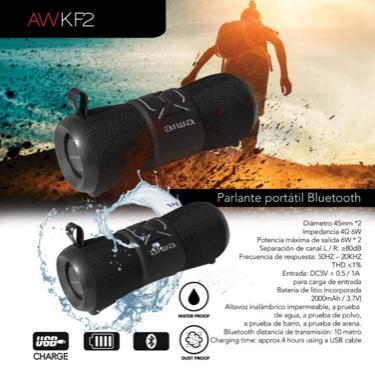 AWKF2
aiwa
Parlante portátil Bluetooth
aiwa
Diámetro 45mm *2
Impedancia 4Ω 6W
Potencia máxima de salida 6W * 2
Separación de canal L / R: ≥80dB
Frecuencia de respuesta: 50HZ – 20KHZ
THD ≤1%
Entrada: DC5V ± 0.5 / 1A
para carga de entrada
Batería de litio Incorporada
2000mAh / 3.7V)
Altavoz inalámbrico impermeable, a prueba
de agua, a prueba de polvo,
a prueba de barro, a prueba de arena.
Bluetooth distancia de transmisión: 10 metro
Charging time: approx.4 hours using a USB cable
WATER PROOF
USB
CHARGE
DUST PROOF